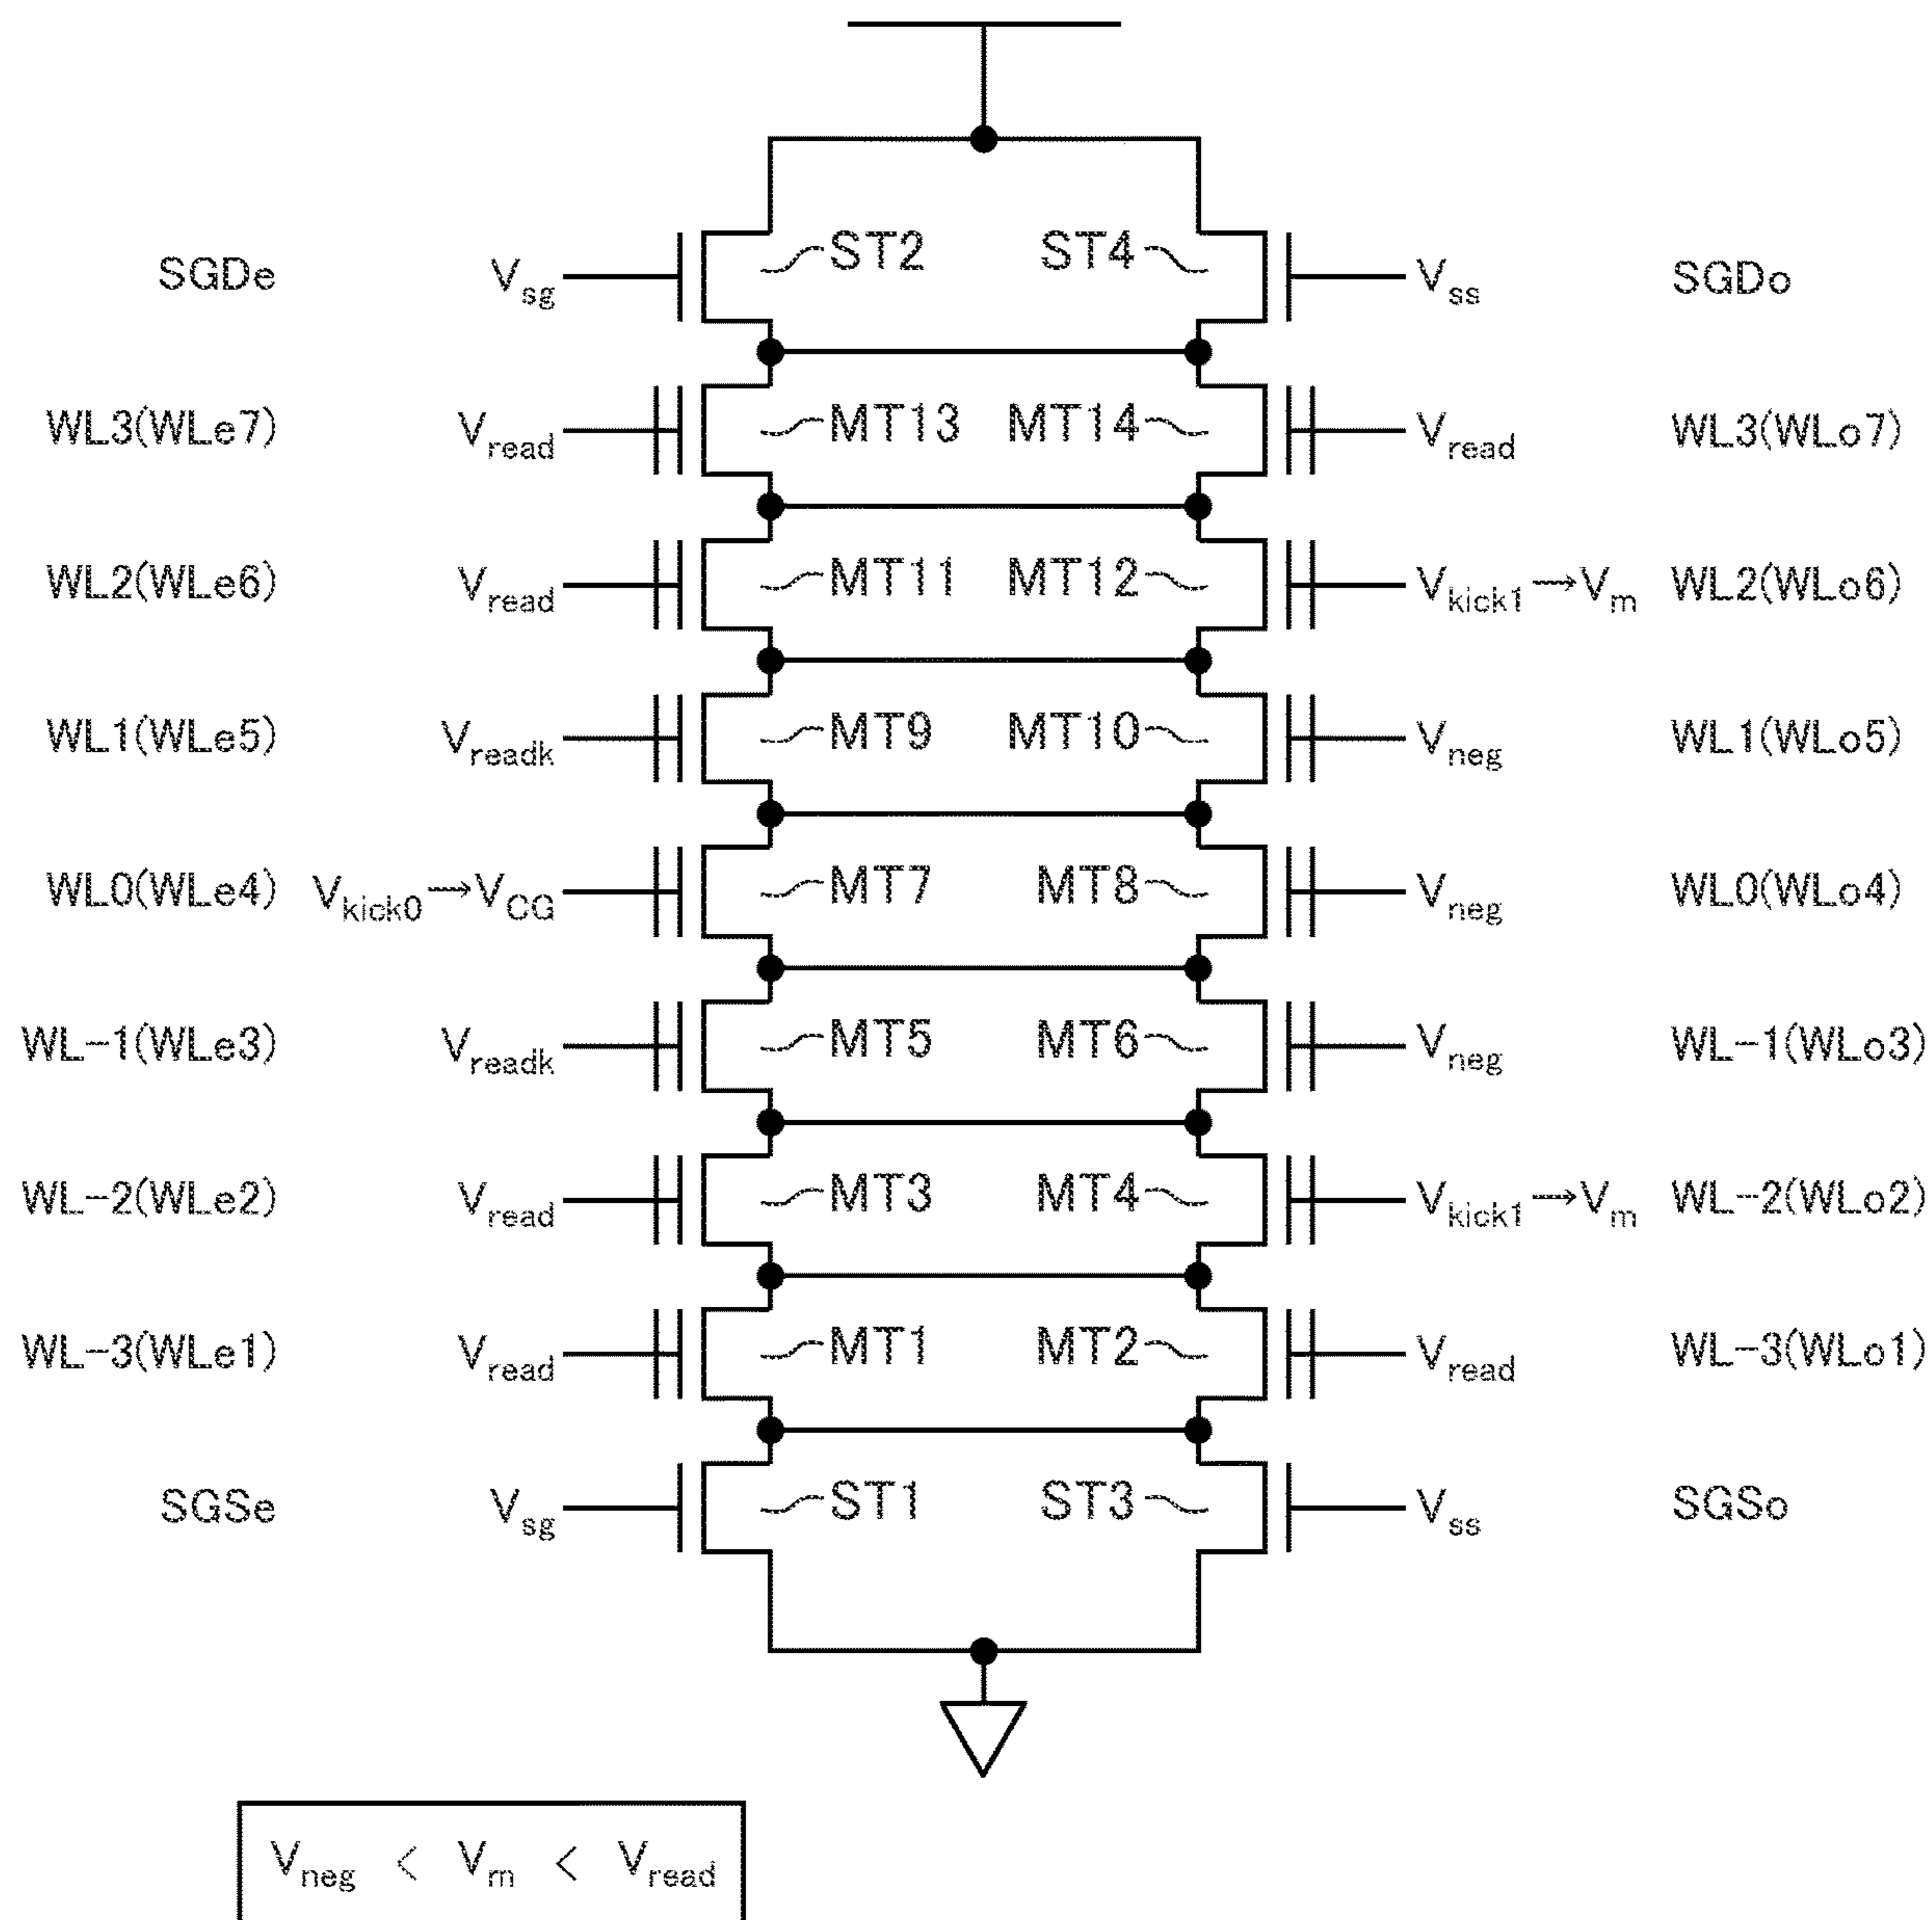 SGDe V_sg ST2 ST4 V_ss SGDo
WL3(WLe7) V_read MT13 MT14 V_read WL3(WLo7)
WL2(WLe6) V_read MT11 MT12 V_kick1→V_m WL2(WLo6)
WL1(WLe5) V_readk MT9 MT10 V_neg WL1(WLo5)
WL0(WLe4) V_kick0→V_CG MT7 MT8 V_neg WL0(WLo4)
WL-1(WLe3) V_readk MT5 MT6 V_neg WL-1(WLo3)
WL-2(WLe2) V_read MT3 MT4 V_kick1→V_m WL-2(WLo2)
WL-3(WLe1) V_read MT1 MT2 V_read WL-3(WLo1)
SGSe V_sg ST1 ST3 V_ss SGSo
V_neg < V_m < V_read